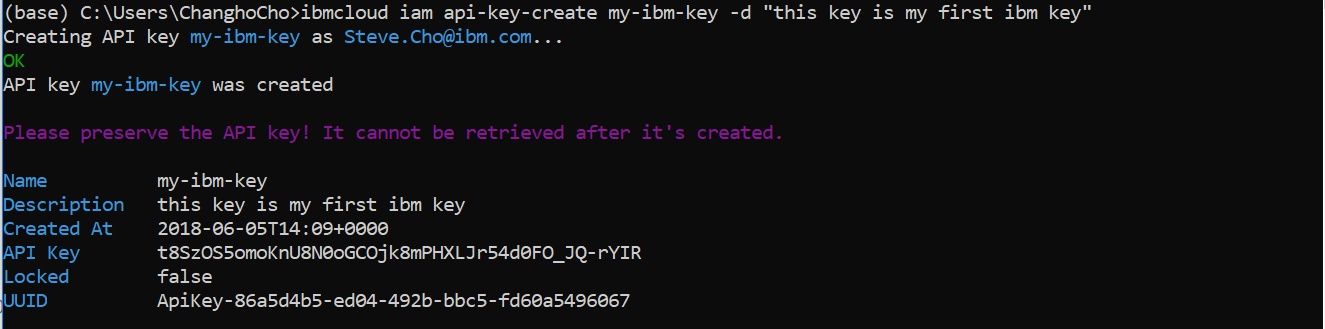 (base) C:\Users\ChanghoCho>ibmcloud iam api-key-create my-ibm-key -d "this key is my first ibm key"
Creating API key my-ibm-key as Steve.Cho@ibm.com...
OK
API key my-ibm-key was created
Please preserve the API key! It cannot be retrieved after it's created.
Name my-ibm-key
Description this key is my first ibm key
Created At 2018-06-05T14:09+0000
API Key t8SzOS5omoKnU8N0oGCOjk8mPHXLJr54d0FO_JQ-rYIR
Locked false
UUID ApiKey-86a5d4b5-ed04-492b-bbc5-fd60a5496067